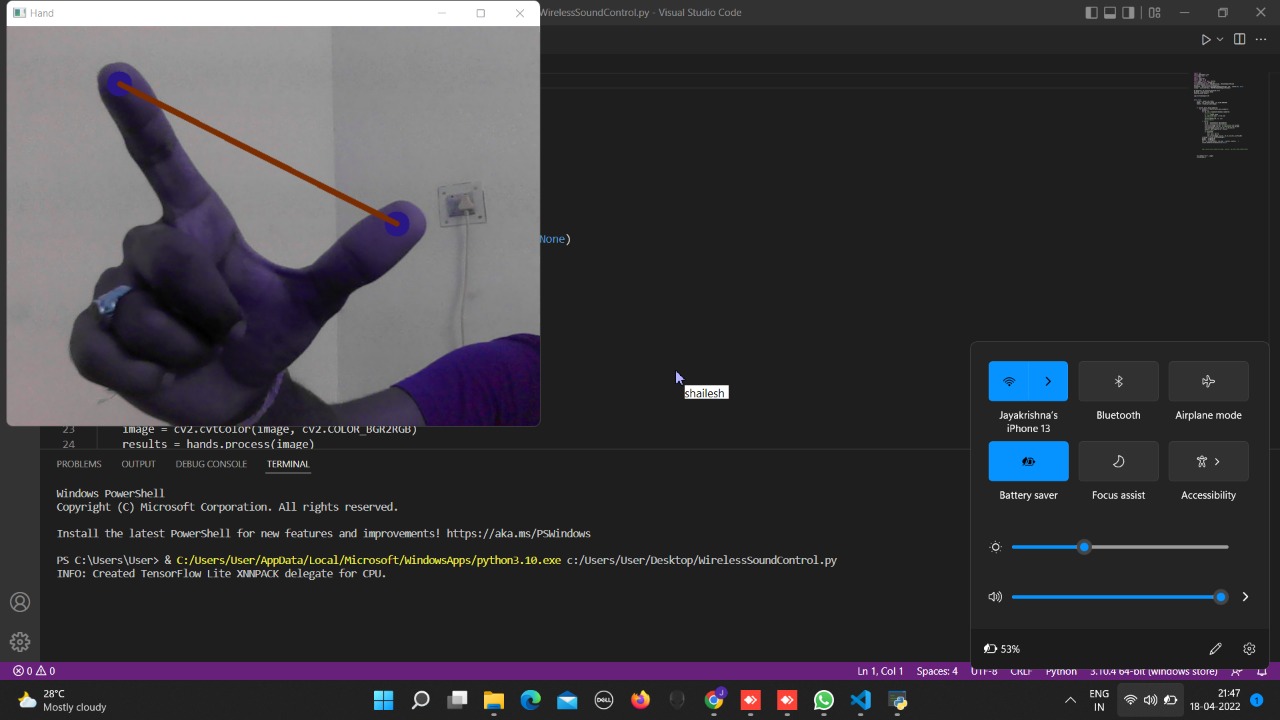 Hand
WirelessSoundControl.py - Visual Studio Code
None)
shailesh
23 image = cv2.cvtColor(image, cv2.COLOR_BGR2RGB)
24 results = hands.process(image)
PROBLEMS OUTPUT DEBUG CONSOLE TERMINAL
Windows PowerShell
Copyright (C) Microsoft Corporation. All rights reserved.
Install the latest PowerShell for new features and improvements! https://aka.ms/PSWindows
PS C:\Users\User> & C:/Users/User/AppData/Local/Microsoft/WindowsApps/python3.10.exe c:/Users/User/Desktop/WirelessSoundControl.py
INFO: Created TensorFlow Lite XNNPACK delegate for CPU.
Jayakrishna's
iPhone 13
Bluetooth
Airplane mode
Battery saver
Focus assist
Accessibility
53%
0 0
Ln 1, Col 1 Spaces: 4 UTF-8 CRLF Python 3.10.4 64-bit (windows store)
28°C
Mostly cloudy
DELL
J
ENG
IN
21:47
18-04-2022
1